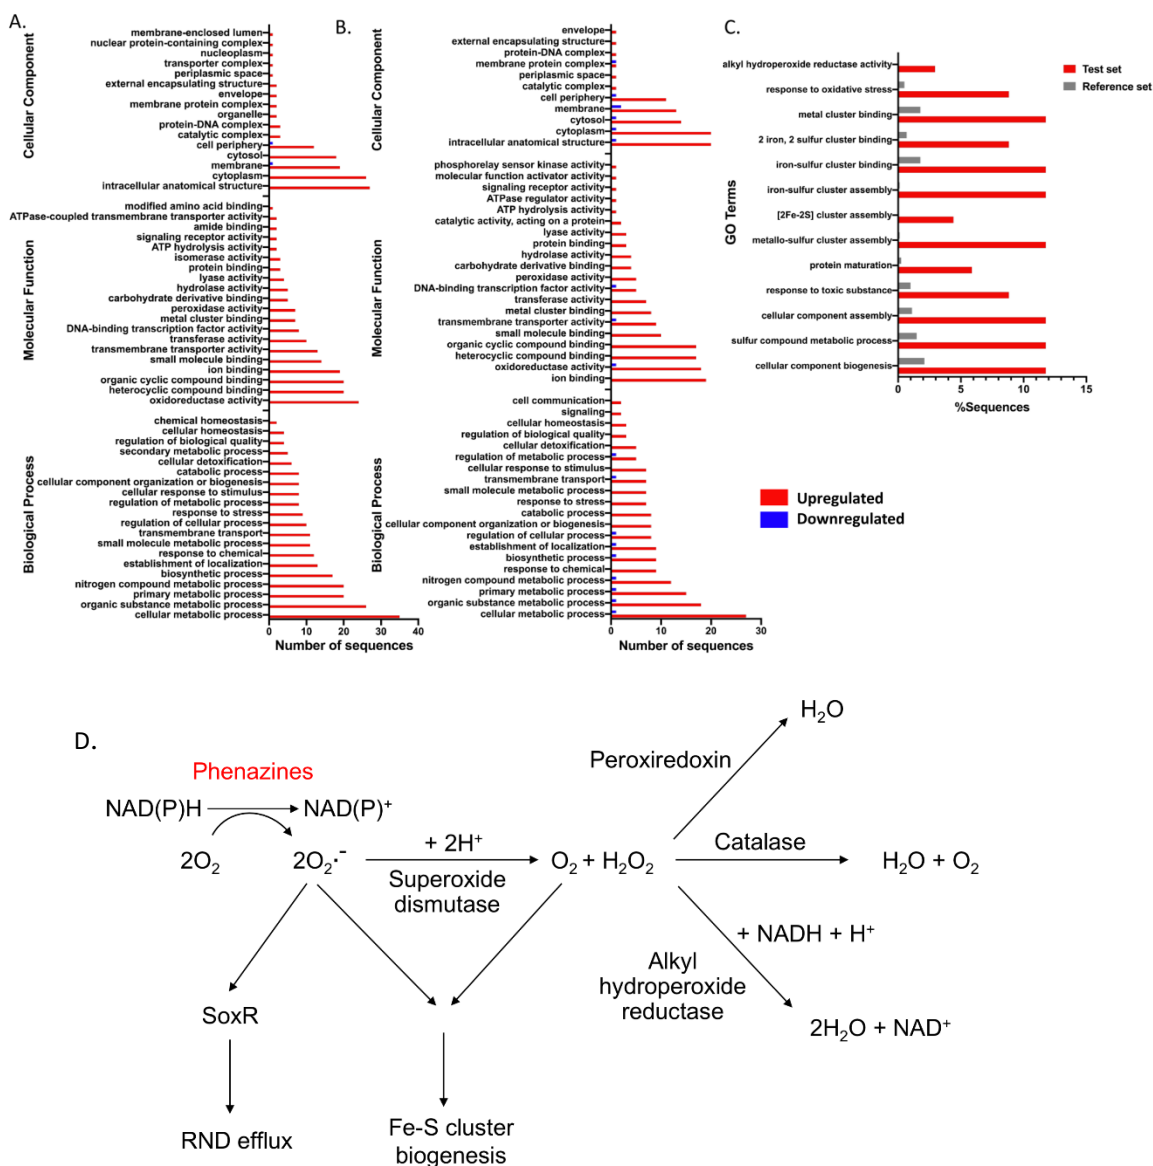 A.
Cellular Component
membrane-enclosed lumen
nuclear protein-containing complex
nucleoplasm
transporter complex
periplasmic space
external encapsulating structure
envelope
membrane protein complex
organelle
protein-DNA complex
catalytic complex
cell periphery
cytosol
membrane
cytoplasm
intracellular anatomical structure
Molecular Function
modified amino acid binding
ATPase-coupled transmembrane transporter activity
amide binding
signaling receptor activity
ATP hydrolysis activity
isomerase activity
protein binding
lyase activity
hydrolase activity
carbohydrate derivative binding
peroxidase activity
metal cluster binding
DNA-binding transcription factor activity
transferase activity
transmembrane transporter activity
small molecule binding
ion binding
organic cyclic compound binding
heterocyclic compound binding
oxidoreductase activity
Biological Process
chemical homeostasis
cellular homeostasis
regulation of biological quality
secondary metabolic process
cellular detoxification
catabolic process
cellular component organization or biogenesis
cellular response to stimulus
regulation of metabolic process
response to stress
regulation of cellular process
transmembrane transport
small molecule metabolic process
response to chemical
establishment of localization
biosynthetic process
nitrogen compound metabolic process
primary metabolic process
organic substance metabolic process
cellular metabolic process
0 10 20 30 40
Number of sequences
B.
Cellular Component
envelope
external encapsulating structure
protein-DNA complex
membrane protein complex
periplasmic space
catalytic complex
cell periphery
membrane
cytosol
cytoplasm
intracellular anatomical structure
Molecular Function
phosphorelay sensor kinase activity
molecular function activator activity
signaling receptor activity
ATPase regulator activity
ATP hydrolysis activity
catalytic activity, acting on a protein
lyase activity
protein binding
hydrolase activity
carbohydrate derivative binding
peroxidase activity
DNA-binding transcription factor activity
transferase activity
metal cluster binding
transmembrane transporter activity
small molecule binding
organic cyclic compound binding
heterocyclic compound binding
oxidoreductase activity
ion binding
Biological Process
cell communication
signaling
cellular homeostasis
regulation of biological quality
cellular detoxification
regulation of metabolic process
cellular response to stimulus
transmembrane transport
small molecule metabolic process
response to stress
catabolic process
cellular component organization or biogenesis
regulation of cellular process
establishment of localization
biosynthetic process
response to chemical
nitrogen compound metabolic process
primary metabolic process
organic substance metabolic process
cellular metabolic process
0 10 20 30
Number of sequences
C.
GO Terms
alkyl hydroperoxide reductase activity
response to oxidative stress
metal cluster binding
2 iron, 2 sulfur cluster binding
iron-sulfur cluster binding
iron-sulfur cluster assembly
[2Fe-2S] cluster assembly
metallo-sulfur cluster assembly
protein maturation
response to toxic substance
cellular component assembly
sulfur compound metabolic process
cellular component biogenesis
0 5 10 15
%Sequences
Test set
Reference set
Upregulated
Downregulated
D.
Phenazines
NAD(P)H
NAD(P)⁺
2O₂
2O₂·⁻
+ 2H⁺
Superoxide
dismutase
O₂ + H₂O₂
Peroxiredoxin
H₂O
Catalase
H₂O + O₂
+ NADH + H⁺
Alkyl
hydroperoxide
reductase
2H₂O + NAD⁺
SoxR
RND efflux
Fe-S cluster
biogenesis